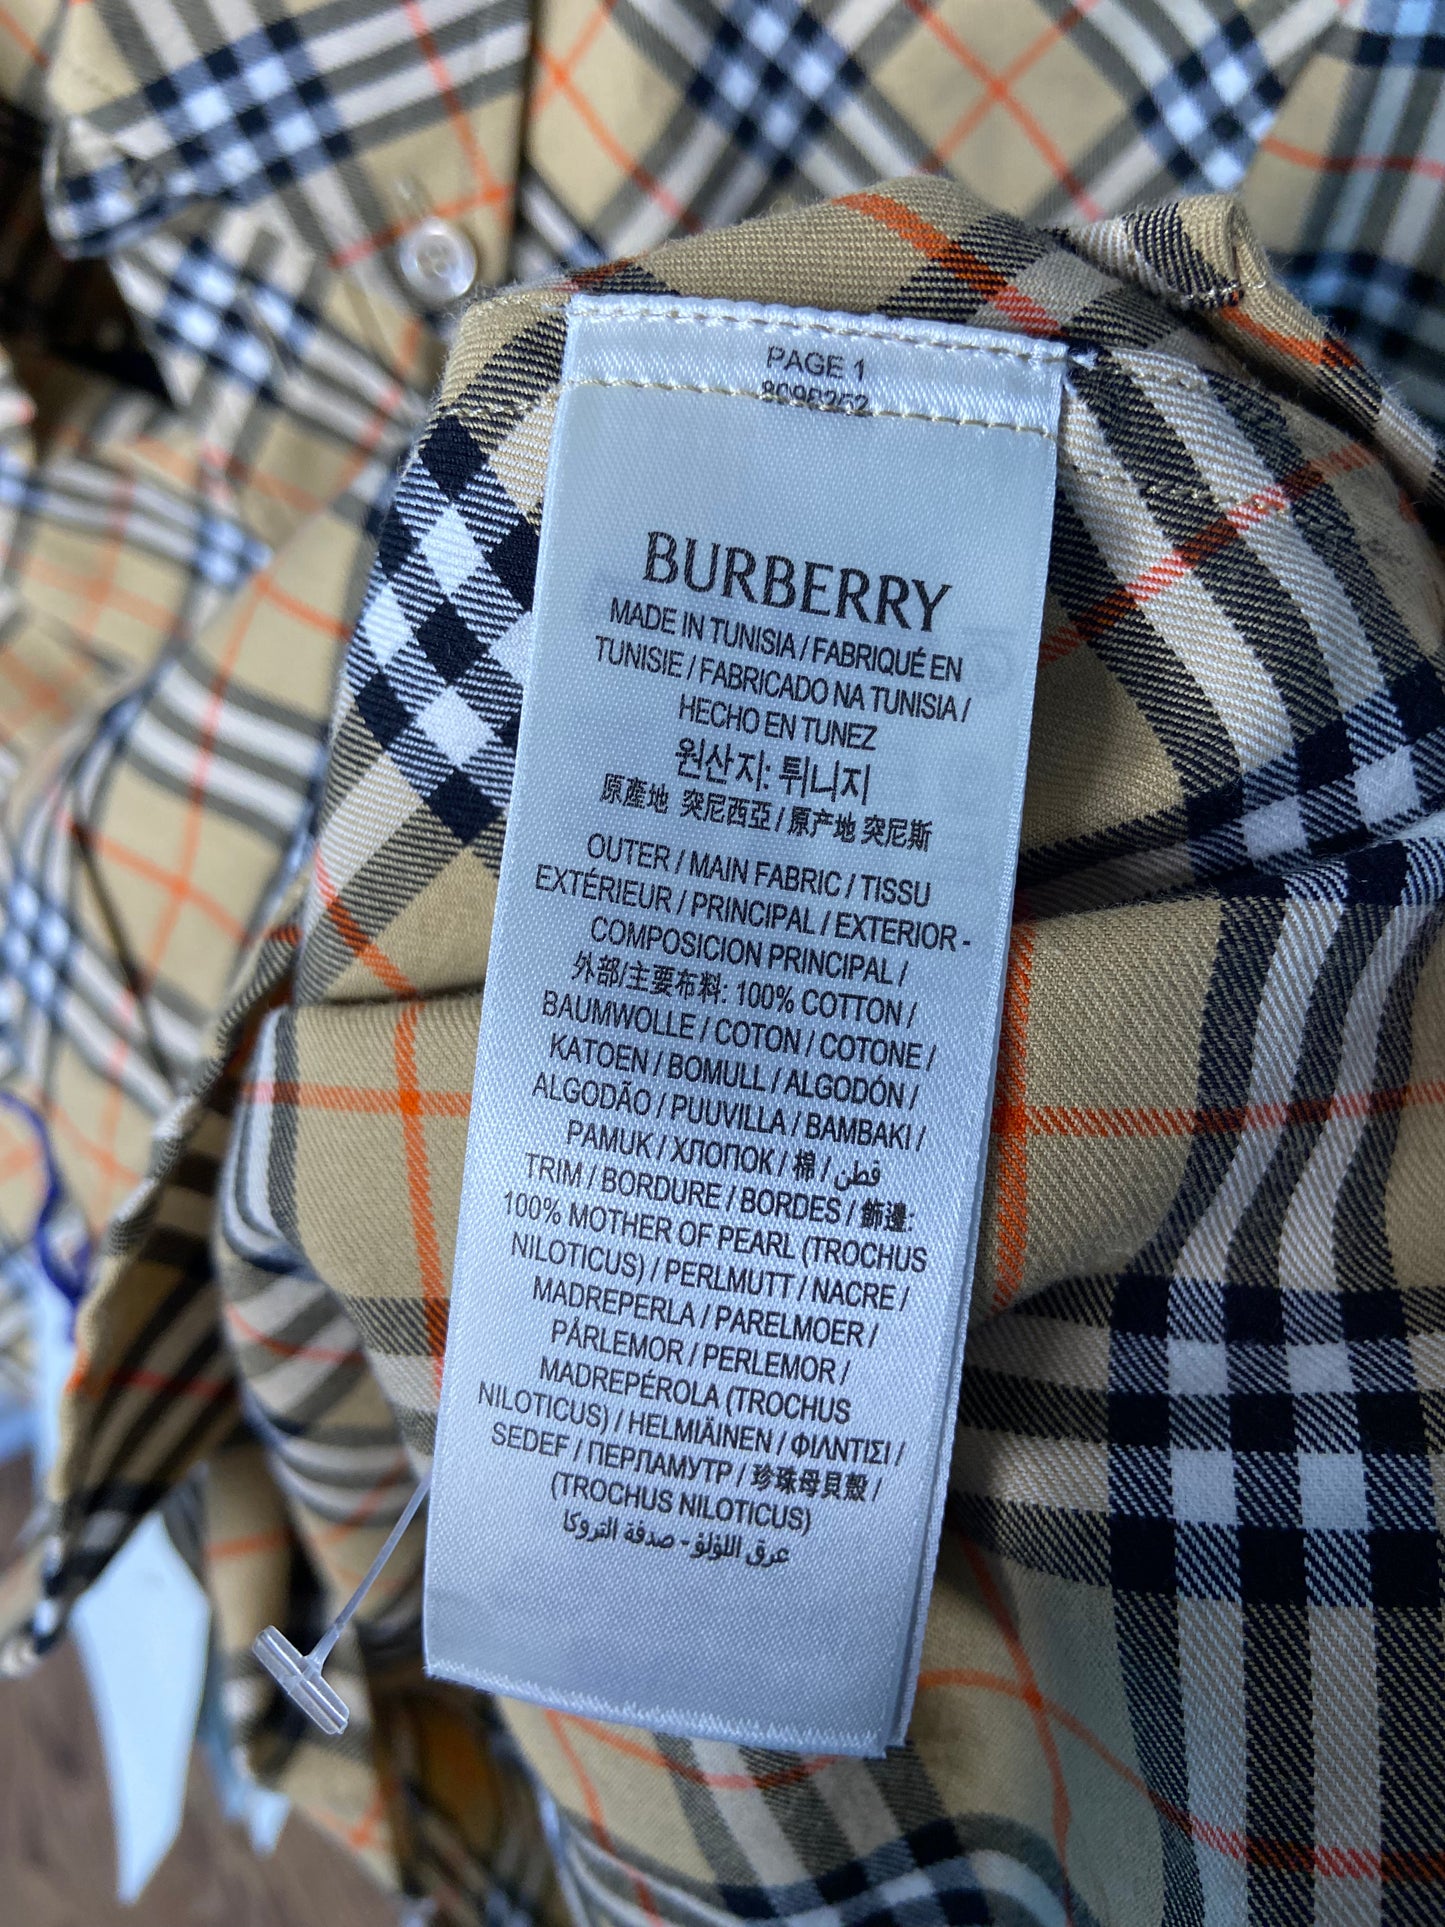 PAGE 1
BURBERRY
MADE IN TUNISIA / FABRIQUÉ EN
TUNISIE / FABRICADO NA TUNISIA /
HECHO EN TUNEZ
원산지: 튀니지
原產地 突尼西亞 / 原产地 突尼斯
OUTER / MAIN FABRIC / TISSU
EXTÉRIEUR / PRINCIPAL / EXTERIOR -
COMPOSICION PRINCIPAL /
外部/主要布料: 100% COTTON /
BAUMWOLLE / COTON / COTONE /
KATOEN / BOMULL / ALGODÓN /
ALGODÃO / PUUVILLA / BAMBAKI /
PAMUK / ХЛОПОК / 棉 / قطن
TRIM / BORDURE / BORDES / 飾邊:
100% MOTHER OF PEARL (TROCHUS
NILOTICUS) / PERLMUTT / NACRE /
MADREPERLA / PARELMOER /
PÄRLEMOR / PERLEMOR /
MADREPÉROLA (TROCHUS
NILOTICUS) / HELMIÄINEN / ΦΙΛΝΤΙΣΙ /
SEDEF / ПЕРЛАМУТР / 珍珠母貝殼 /
(TROCHUS NILOTICUS)
عرق اللؤلؤ - صدفة التروكا